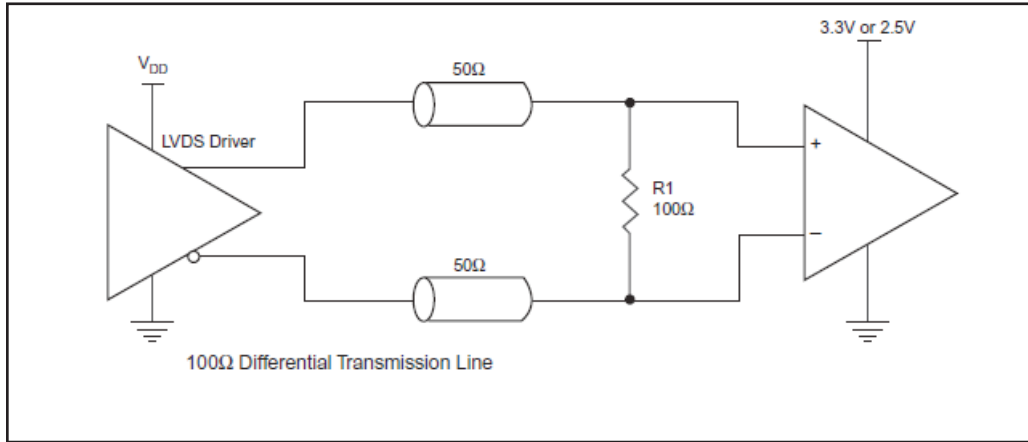 3.3V or 2.5V
V_DD
50Ω
LVDS Driver
+
R1
100Ω
−
50Ω
100Ω Differential Transmission Line